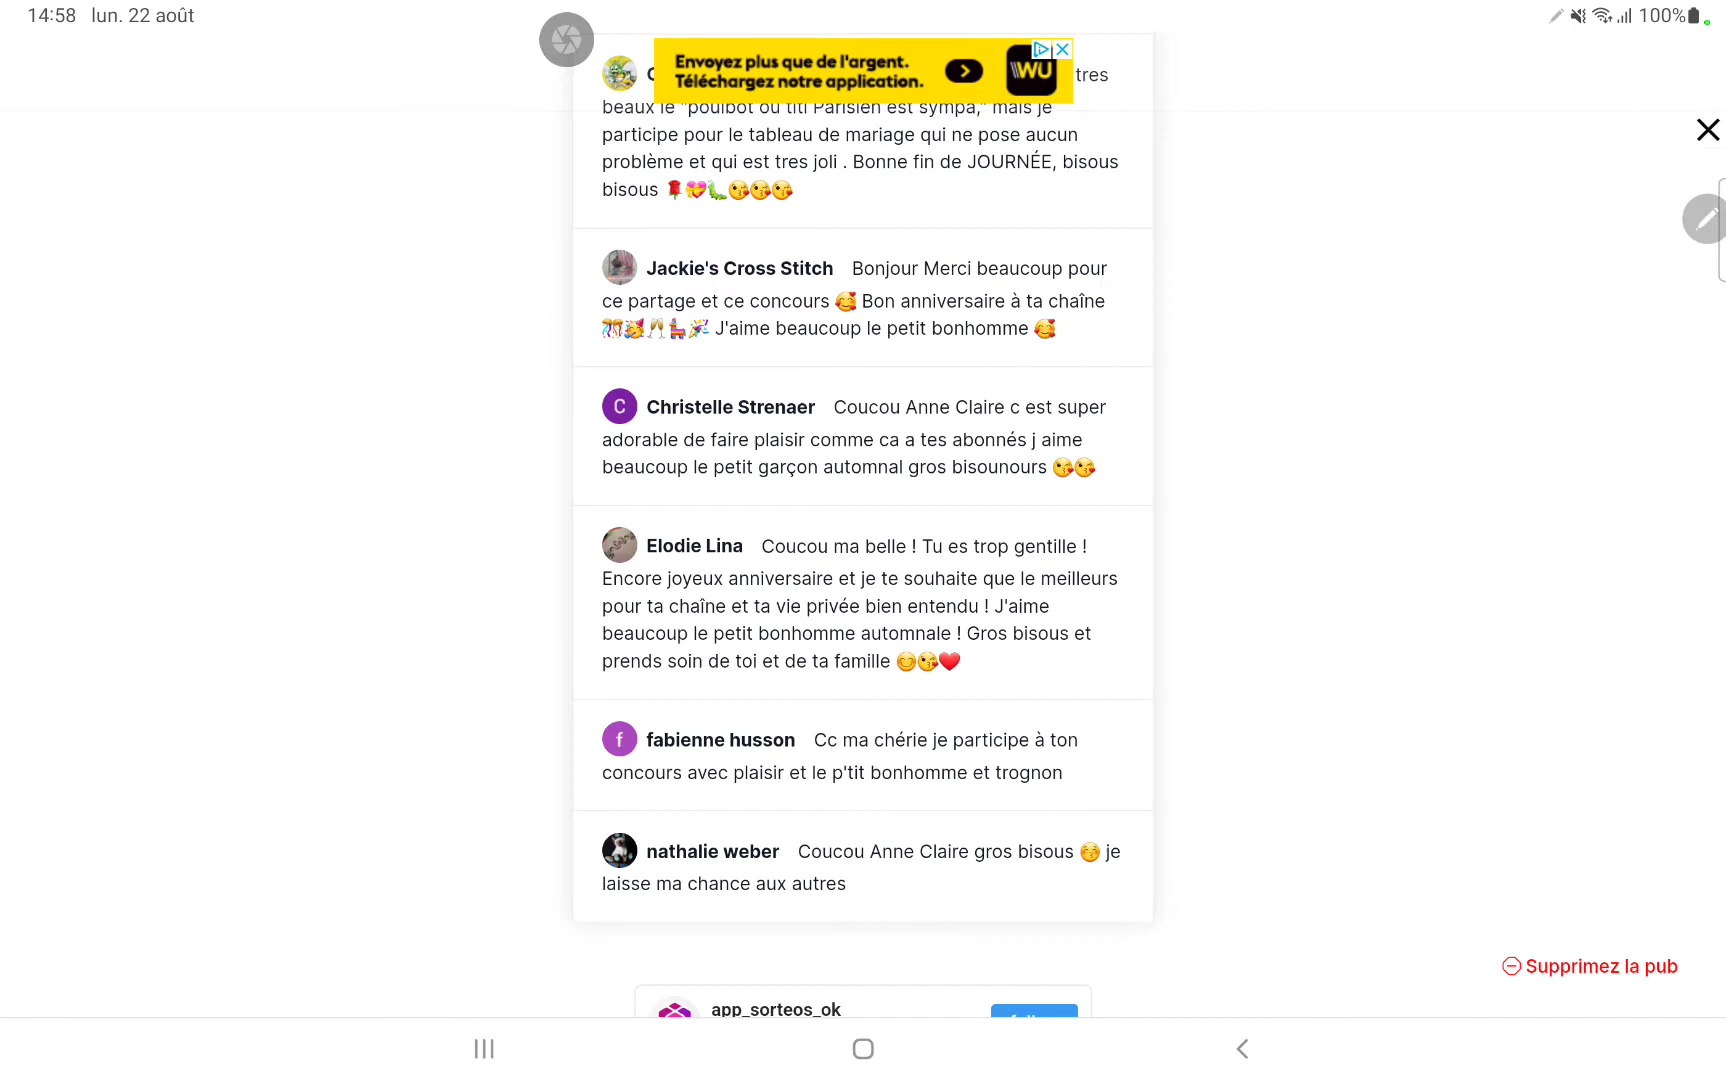 14:58 lun. 22 août
100%
Envoyez plus que de l'argent.
Téléchargez notre application.
WU
tres
beaux le "poulbot ou titi Parisien est sympa," mais je
participe pour le tableau de mariage qui ne pose aucun
problème et qui est tres joli . Bonne fin de JOURNÉE, bisous
bisous 🌹💝🐛😘😘😘
Jackie's Cross Stitch Bonjour Merci beaucoup pour
ce partage et ce concours 🥰 Bon anniversaire à ta chaîne
🎊🥳🥂🪅🎉 J'aime beaucoup le petit bonhomme 🥰
C
Christelle Strenaer Coucou Anne Claire c est super
adorable de faire plaisir comme ca a tes abonnés j aime
beaucoup le petit garçon automnal gros bisounours 😘😘
Elodie Lina Coucou ma belle ! Tu es trop gentille !
Encore joyeux anniversaire et je te souhaite que le meilleurs
pour ta chaîne et ta vie privée bien entendu ! J'aime
beaucoup le petit bonhomme automnale ! Gros bisous et
prends soin de toi et de ta famille 😊😘❤️
f
fabienne husson Cc ma chérie je participe à ton
concours avec plaisir et le p'tit bonhomme et trognon
nathalie weber Coucou Anne Claire gros bisous 😚 je
laisse ma chance aux autres
Supprimez la pub
app_sorteos_ok